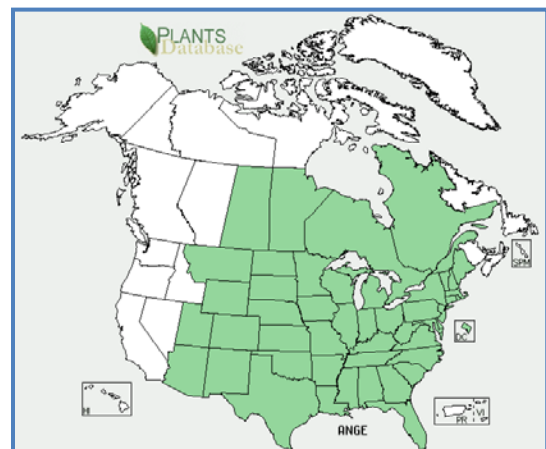 PLANTS
Database
SPM
DC
HI
PR
VI
ANGE